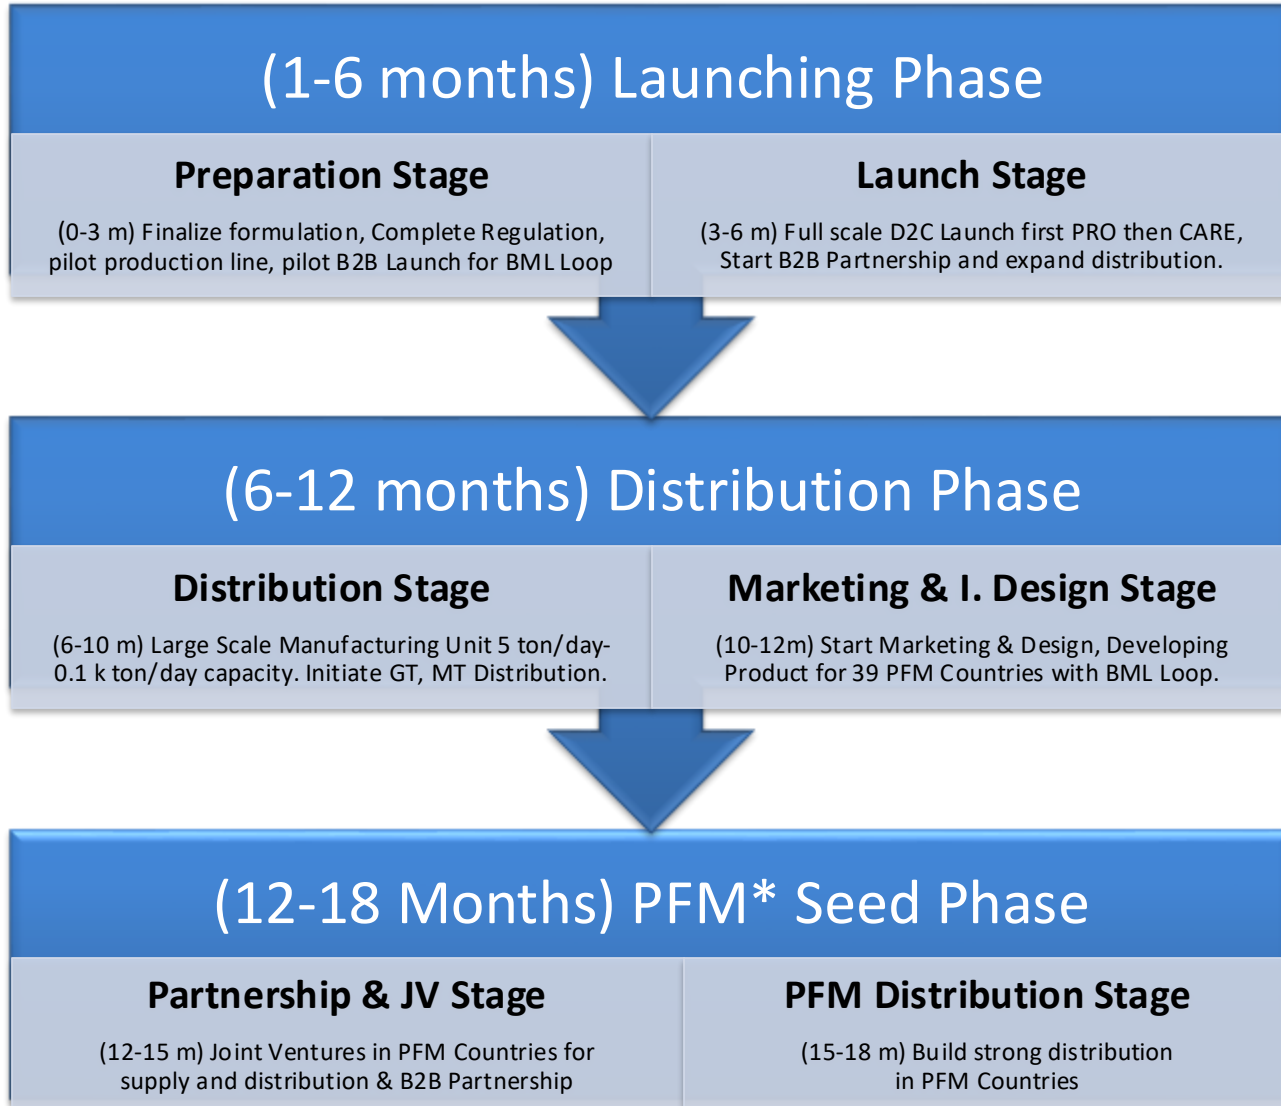 (1-6 months) Launching Phase
Preparation Stage
(0-3 m) Finalize formulation, Complete Regulation,
pilot production line, pilot B2B Launch for BML Loop
Launch Stage
(3-6 m) Full scale D2C Launch first PRO then CARE,
Start B2B Partnership and expand distribution.
(6-12 months) Distribution Phase
Distribution Stage
(6-10 m) Large Scale Manufacturing Unit 5 ton/day-
0.1 k ton/day capacity. Initiate GT, MT Distribution.
Marketing & I. Design Stage
(10-12m) Start Marketing & Design, Developing
Product for 39 PFM Countries with BML Loop.
(12-18 Months) PFM* Seed Phase
Partnership & JV Stage
(12-15 m) Joint Ventures in PFM Countries for
supply and distribution & B2B Partnership
PFM Distribution Stage
(15-18 m) Build strong distribution
in PFM Countries